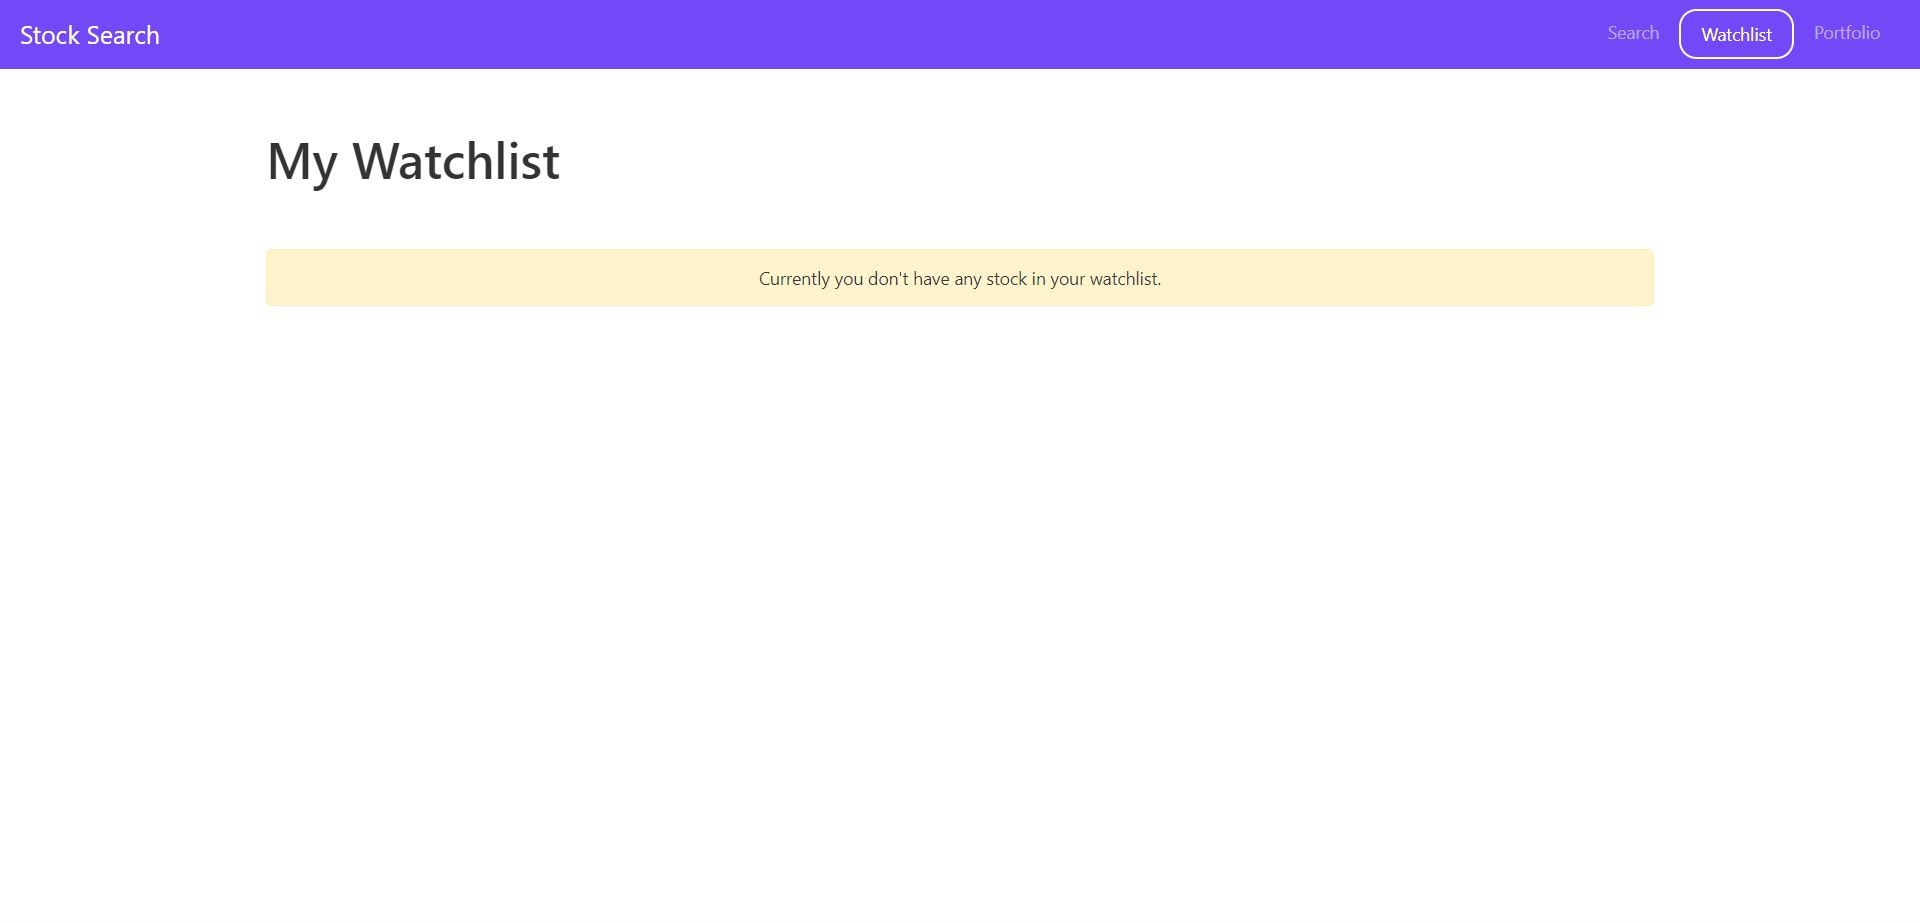 Stock Search
Search
Watchlist
Portfolio
My Watchlist
Currently you don't have any stock in your watchlist.